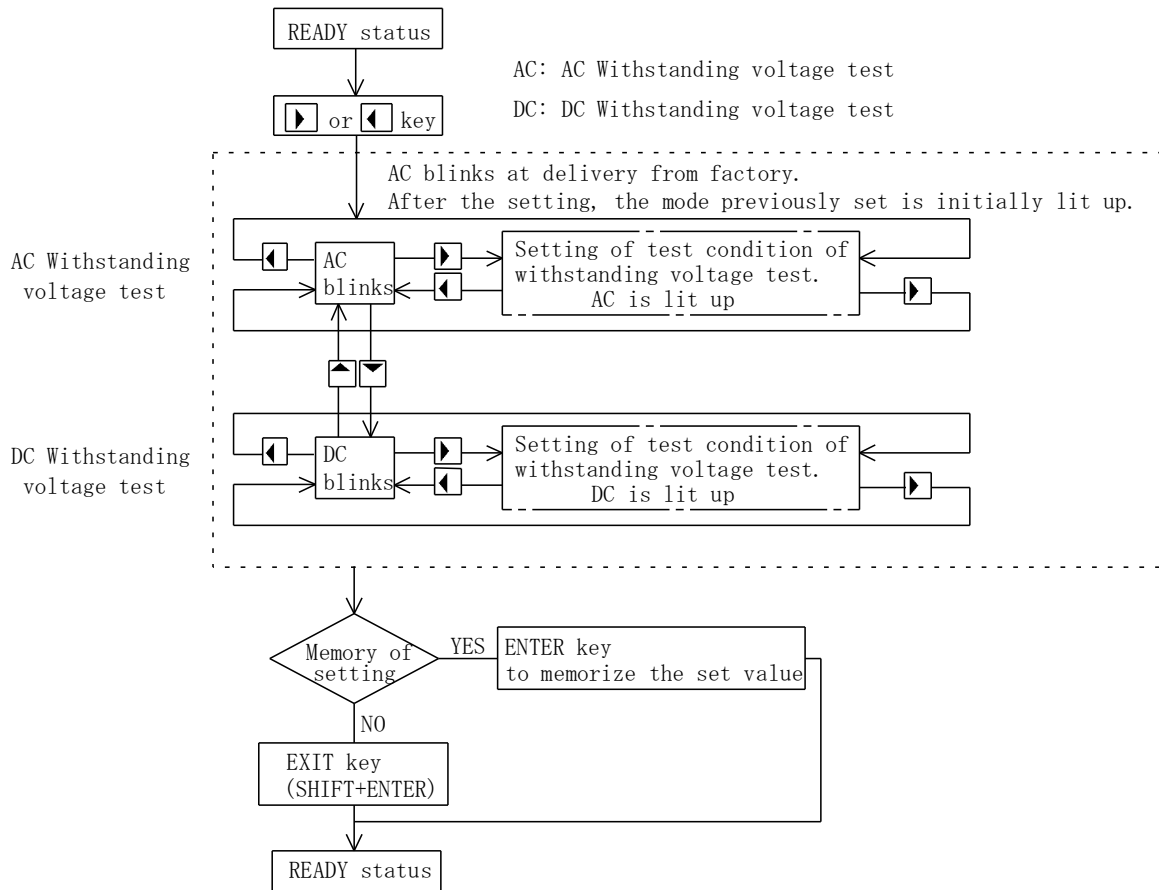 READY status
AC: AC Withstanding voltage test
DC: DC Withstanding voltage test
or key
AC blinks at delivery from factory.
After the setting, the mode previously set is initially lit up.
AC Withstanding
voltage test
AC
blinks
Setting of test condition of
withstanding voltage test.
AC is lit up
DC Withstanding
voltage test
DC
blinks
Setting of test condition of
withstanding voltage test.
DC is lit up
Memory of
setting
YES
ENTER key
to memorize the set value
NO
EXIT key
(SHIFT+ENTER)
READY status